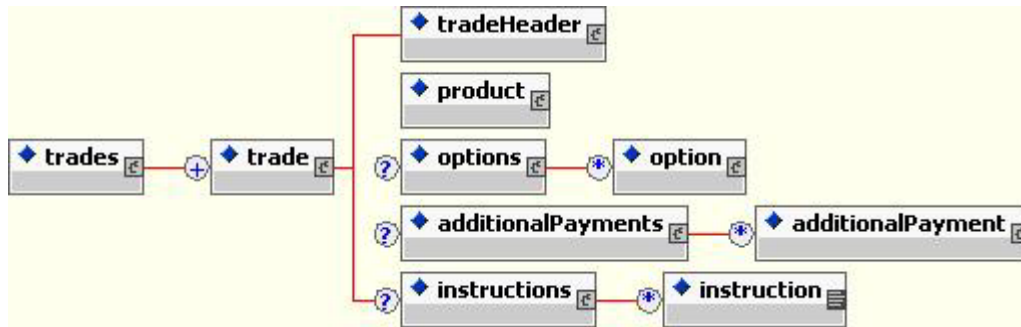 tradeHeader
product
trades
+
trade
?
options
*
option
?
additionalPayments
*
additionalPayment
?
instructions
*
instruction